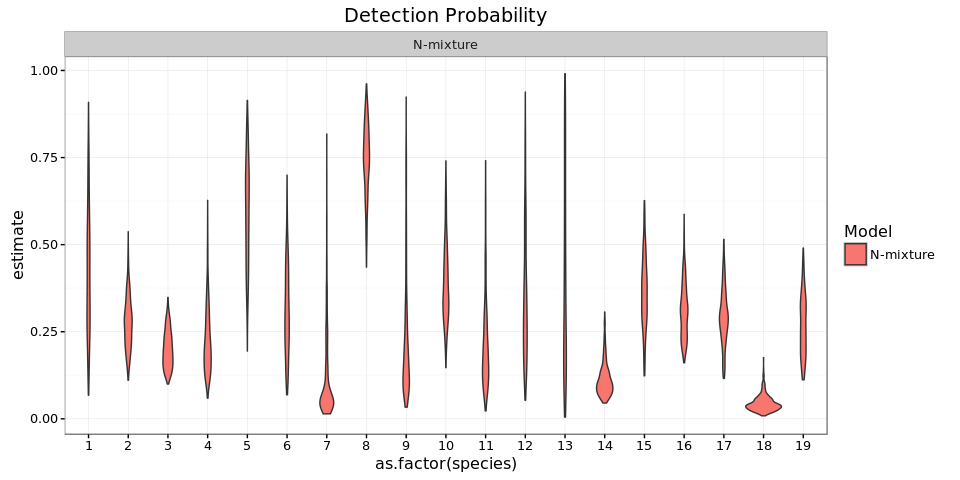 Detection Probability
N-mixture
1.00
0.75
0.50
0.25
0.00
estimate
1 2 3 4 5 6 7 8 9 10 11 12 13 14 15 16 17 18 19
as.factor(species)
Model
N-mixture